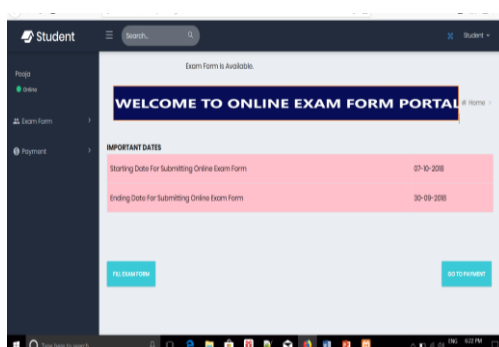 Student
Search..
Student
Pooja
Online
Exam Form
Payment
Exam Form Is Available.
WELCOME TO ONLINE EXAM FORM PORTAL
Home
IMPORTANT DATES
Starting Date For Submitting Online Exam Form 07-10-2018
Ending Date For Submitting Online Exam Form 30-09-2018
FILL EXAM FORM
GO TO PAYMENT
Type here to search
ENG 6:22 PM